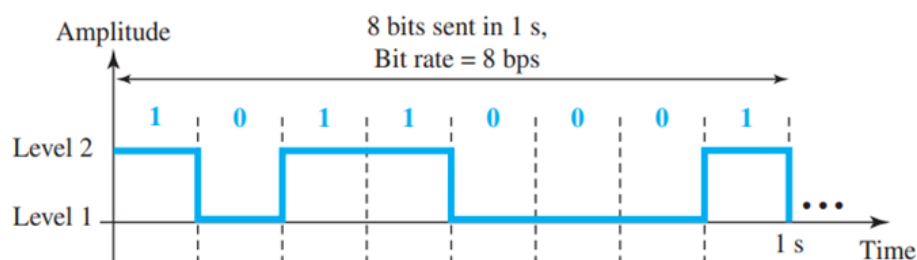 8 bits sent in 1 s,
Amplitude
Bit rate = 8 bps
1 0 1 1 0 0 0 1
Level 2
Level 1
...
1 s
Time